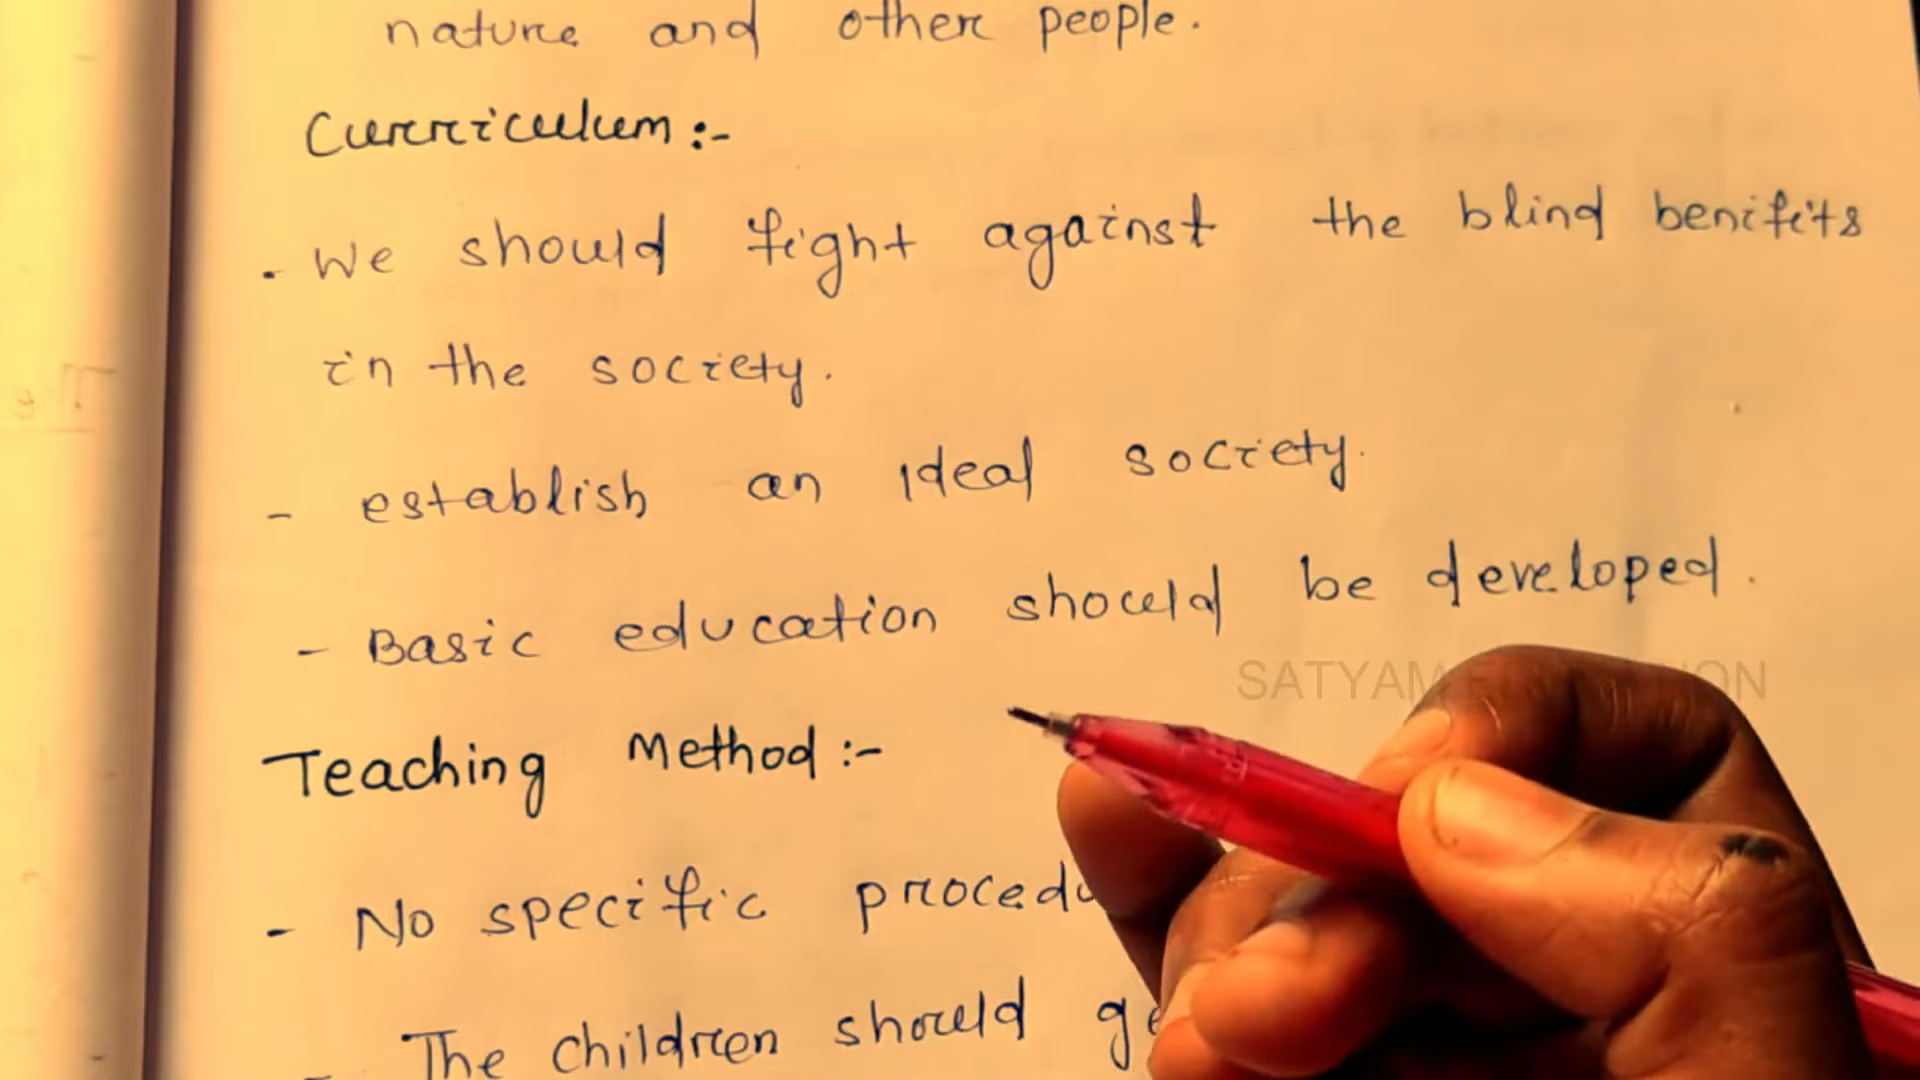 nature and other people.
Curriculum :-
. We should fight against the blind benifits
in the society.
- establish an ideal society.
- Basic education should be developed.
SATYAM
Teaching Method :-
- No specific
- The children should